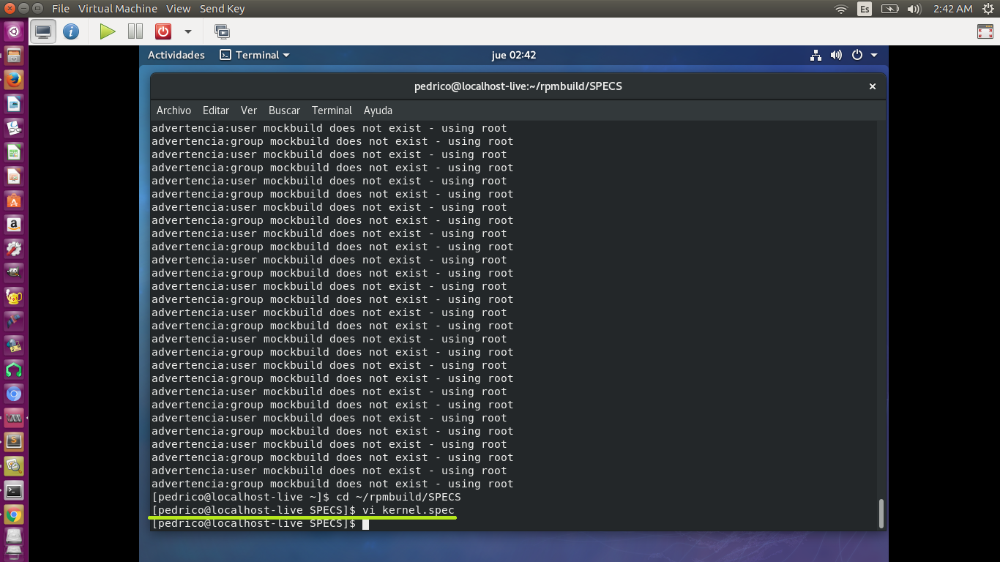 File Virtual Machine View Send Key
Es
2:42 AM
Actividades Terminal jue 02:42
pedrico@localhost-live:~/rpmbuild/SPECS
Archivo Editar Ver Buscar Terminal Ayuda
advertencia:user mockbuild does not exist - using root
advertencia:group mockbuild does not exist - using root
advertencia:user mockbuild does not exist - using root
advertencia:group mockbuild does not exist - using root
advertencia:user mockbuild does not exist - using root
advertencia:group mockbuild does not exist - using root
advertencia:user mockbuild does not exist - using root
advertencia:group mockbuild does not exist - using root
advertencia:user mockbuild does not exist - using root
advertencia:group mockbuild does not exist - using root
advertencia:user mockbuild does not exist - using root
advertencia:group mockbuild does not exist - using root
advertencia:user mockbuild does not exist - using root
advertencia:group mockbuild does not exist - using root
advertencia:user mockbuild does not exist - using root
advertencia:group mockbuild does not exist - using root
advertencia:user mockbuild does not exist - using root
advertencia:group mockbuild does not exist - using root
advertencia:user mockbuild does not exist - using root
advertencia:group mockbuild does not exist - using root
advertencia:user mockbuild does not exist - using root
advertencia:group mockbuild does not exist - using root
advertencia:user mockbuild does not exist - using root
advertencia:group mockbuild does not exist - using root
advertencia:user mockbuild does not exist - using root
advertencia:group mockbuild does not exist - using root
advertencia:user mockbuild does not exist - using root
advertencia:group mockbuild does not exist - using root
[pedrico@localhost-live ~]$ cd ~/rpmbuild/SPECS
[pedrico@localhost-live SPECS]$ vi kernel.spec
[pedrico@localhost-live SPECS]$